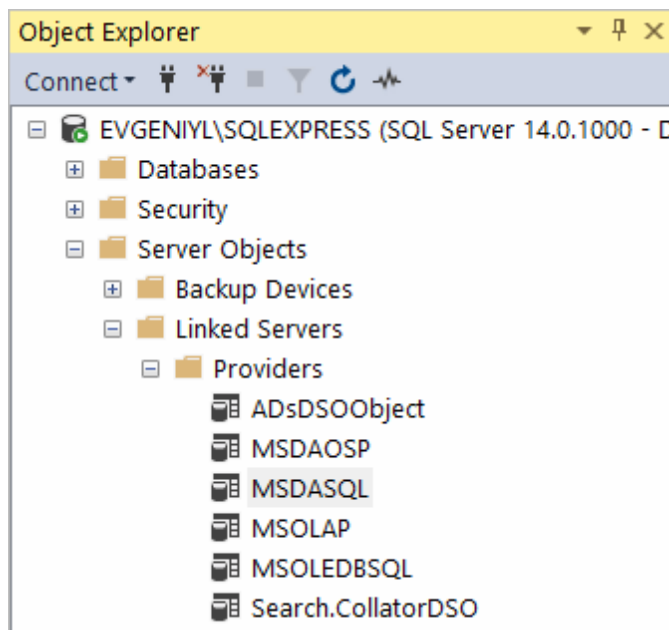 Object Explorer
Connect
EVGENIYL\SQLEXPRESS (SQL Server 14.0.1000 - D
Databases
Security
Server Objects
Backup Devices
Linked Servers
Providers
ADsDSOObject
MSDAOSP
MSDASQL
MSOLAP
MSOLEDBSQL
Search.CollatorDSO